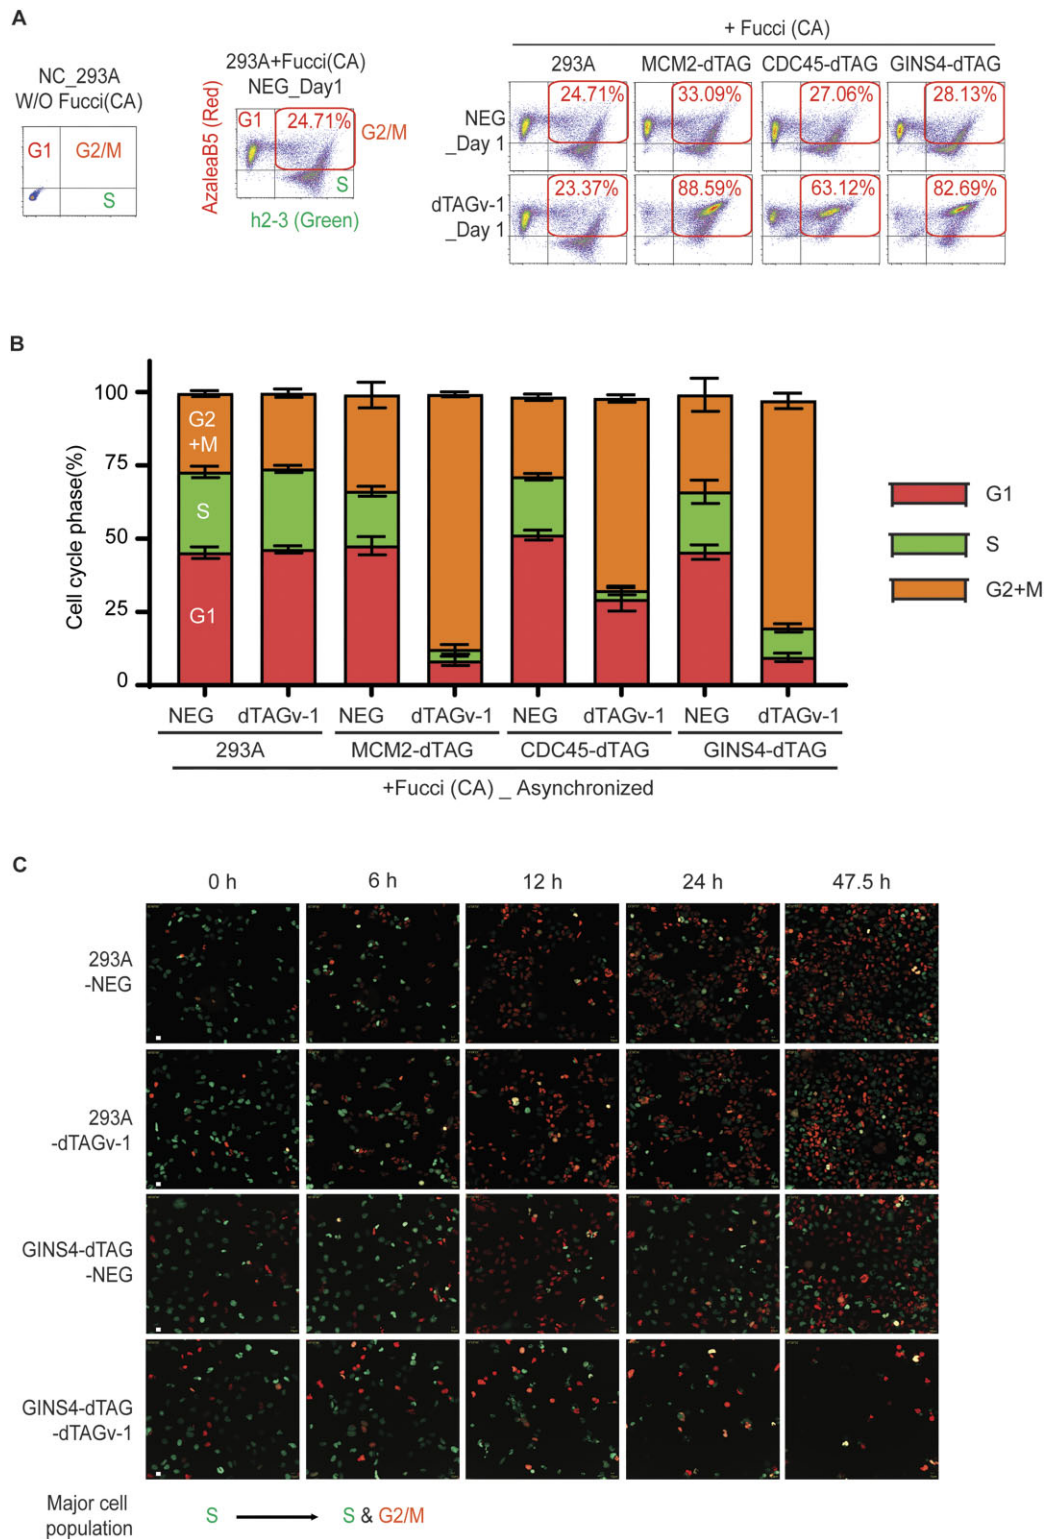 A
NC_293A
W/O Fucci(CA)
G1
G2/M
S
293A+Fucci(CA)
NEG_Day1
AzaleaB5 (Red)
G1
24.71%
G2/M
S
h2-3 (Green)
+ Fucci (CA)
293A
MCM2-dTAG
CDC45-dTAG
GINS4-dTAG
NEG
_Day 1
24.71%
33.09%
27.06%
28.13%
dTAGv-1
_Day 1
23.37%
88.59%
63.12%
82.69%
B
Cell cycle phase(%)
100
75
50
25
0
G2
+M
S
G1
G1
S
G2+M
NEG
dTAGv-1
NEG
dTAGv-1
NEG
dTAGv-1
NEG
dTAGv-1
293A
MCM2-dTAG
CDC45-dTAG
GINS4-dTAG
+Fucci (CA) _ Asynchronized
C
0 h
6 h
12 h
24 h
47.5 h
293A
-NEG
293A
-dTAGv-1
GINS4-dTAG
-NEG
GINS4-dTAG
-dTAGv-1
Major cell
population
S
S & G2/M